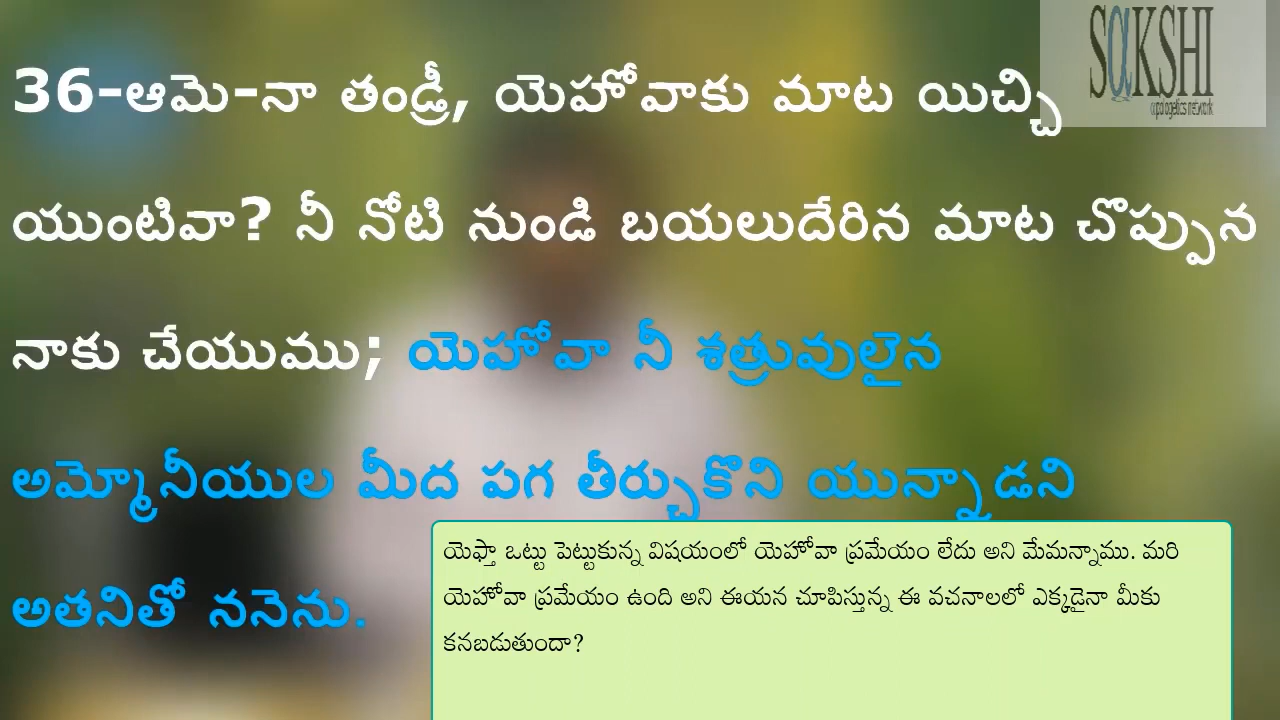 SAKSHI
apologetics network
36-ఆమె-నా తండ్రీ, యెహోవాకు మాట యిచ్చి
యుంటివా? నీ నోటి నుండి బయలుదేరిన మాట చొప్పున
నాకు చేయుము; యెహోవా నీ శత్రువులైన
అమ్మోనీయుల మీద పగ తీర్చుకొని యున్నాడని
అతనితో ననెను.
యెఫ్తా ఒట్టు పెట్టుకున్న విషయంలో యెహోవా ప్రమేయం లేదు అని మేమన్నాము. మరి
యెహోవా ప్రమేయం ఉంది అని ఈయన చూపిస్తున్న ఈ వచనాలలో ఎక్కడైనా మీకు
కనబడుతుందా?